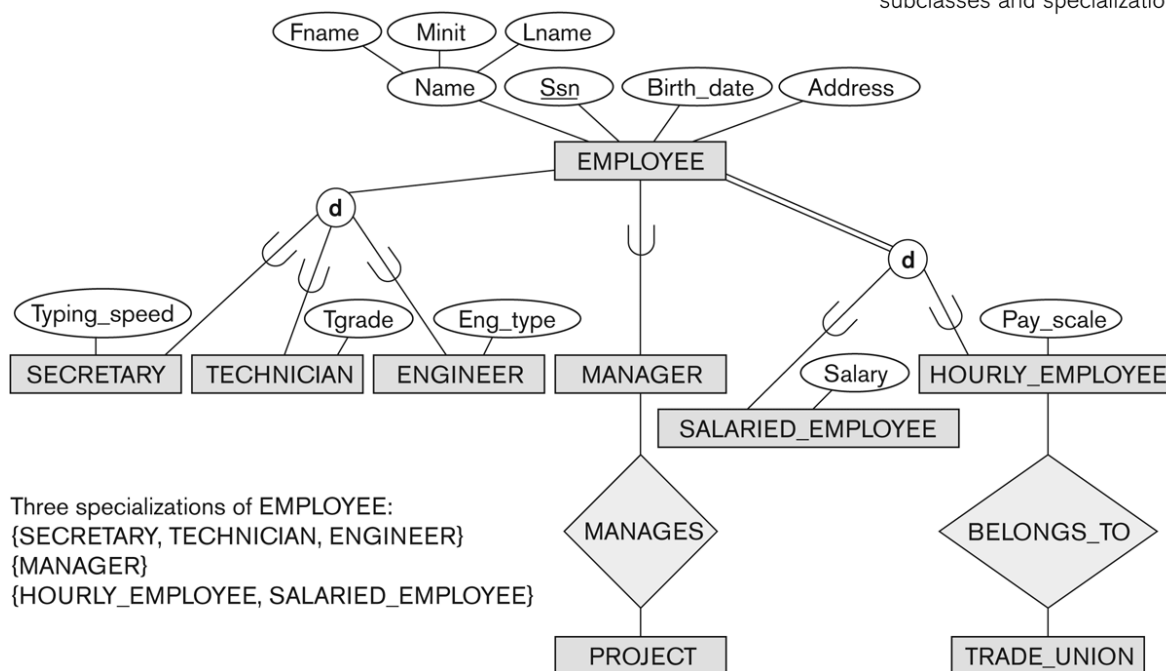 subclasses and specialization
Fname
Minit
Lname
Name
Ssn
Birth_date
Address
EMPLOYEE
d
d
Typing_speed
Tgrade
Eng_type
Pay_scale
SECRETARY
TECHNICIAN
ENGINEER
MANAGER
Salary
HOURLY_EMPLOYEE
SALARIED_EMPLOYEE
Three specializations of EMPLOYEE:
{SECRETARY, TECHNICIAN, ENGINEER}
{MANAGER}
{HOURLY_EMPLOYEE, SALARIED_EMPLOYEE}
MANAGES
BELONGS_TO
PROJECT
TRADE_UNION